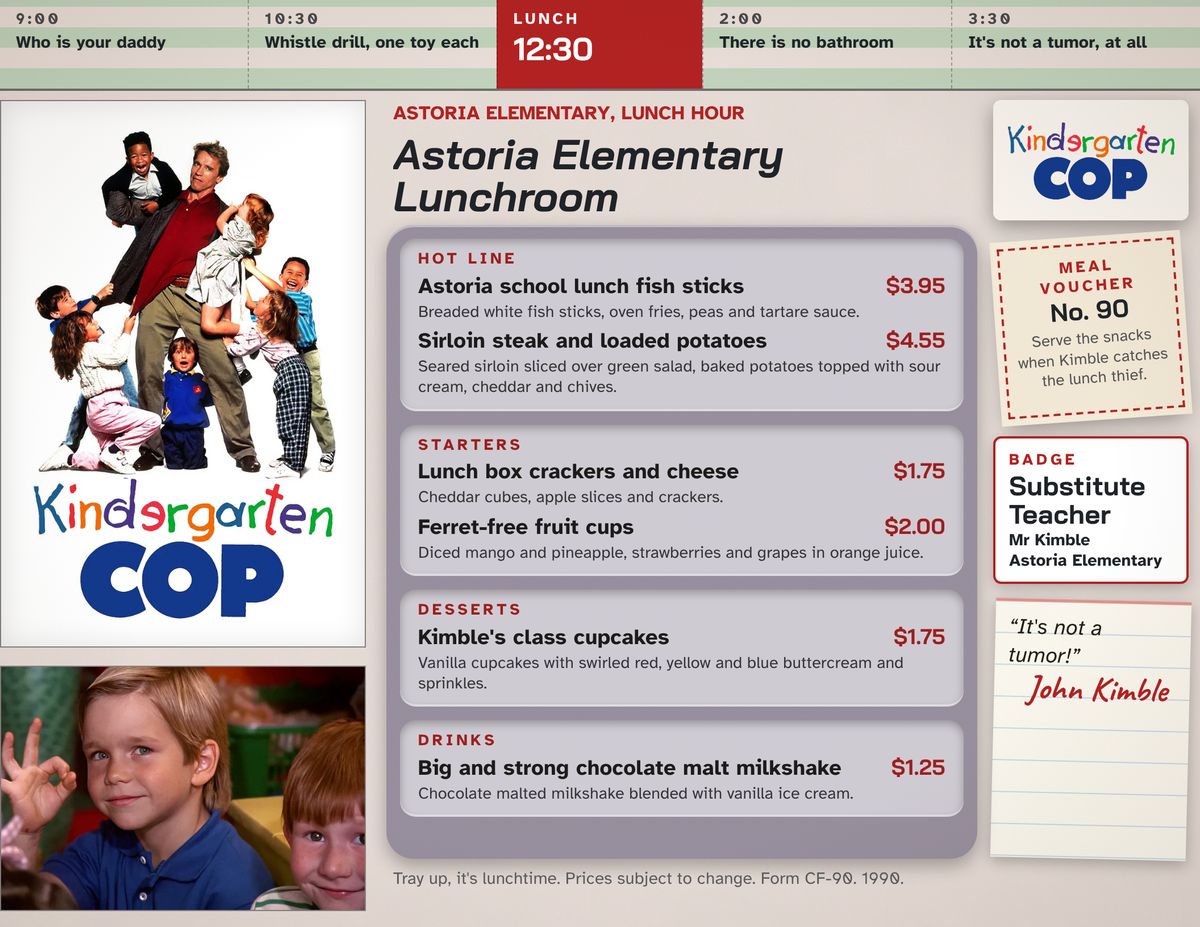 9:00
Who is your daddy
10:30
Whistle drill, one toy each
LUNCH
12:30
2:00
There is no bathroom
3:30
It's not a tumor, at all
Kindergarten
COP
ASTORIA ELEMENTARY, LUNCH HOUR
Astoria Elementary
Lunchroom
HOT LINE
Astoria school lunch fish sticks $3.95
Breaded white fish sticks, oven fries, peas and tartare sauce.
Sirloin steak and loaded potatoes $4.55
Seared sirloin sliced over green salad, baked potatoes topped with sour
cream, cheddar and chives.
STARTERS
Lunch box crackers and cheese $1.75
Cheddar cubes, apple slices and crackers.
Ferret-free fruit cups $2.00
Diced mango and pineapple, strawberries and grapes in orange juice.
DESSERTS
Kimble's class cupcakes $1.75
Vanilla cupcakes with swirled red, yellow and blue buttercream and
sprinkles.
DRINKS
Big and strong chocolate malt milkshake $1.25
Chocolate malted milkshake blended with vanilla ice cream.
Tray up, it's lunchtime. Prices subject to change. Form CF-90. 1990.
Kindergarten
COP
MEAL
VOUCHER
No. 90
Serve the snacks
when Kimble catches
the lunch thief.
BADGE
Substitute
Teacher
Mr Kimble
Astoria Elementary
“It's not a
tumor!”
John Kimble